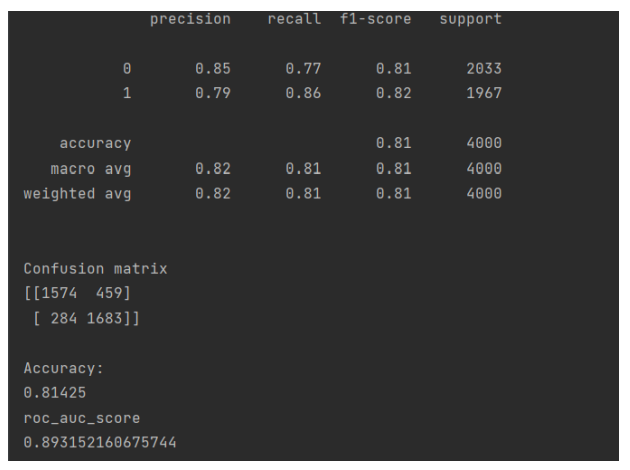 precision recall f1-score support
0 0.85 0.77 0.81 2033
1 0.79 0.86 0.82 1967
accuracy 0.81 4000
macro avg 0.82 0.81 0.81 4000
weighted avg 0.82 0.81 0.81 4000
Confusion matrix
[[1574 459]
[ 284 1683]]
Accuracy:
0.81425
roc_auc_score
0.893152160675744